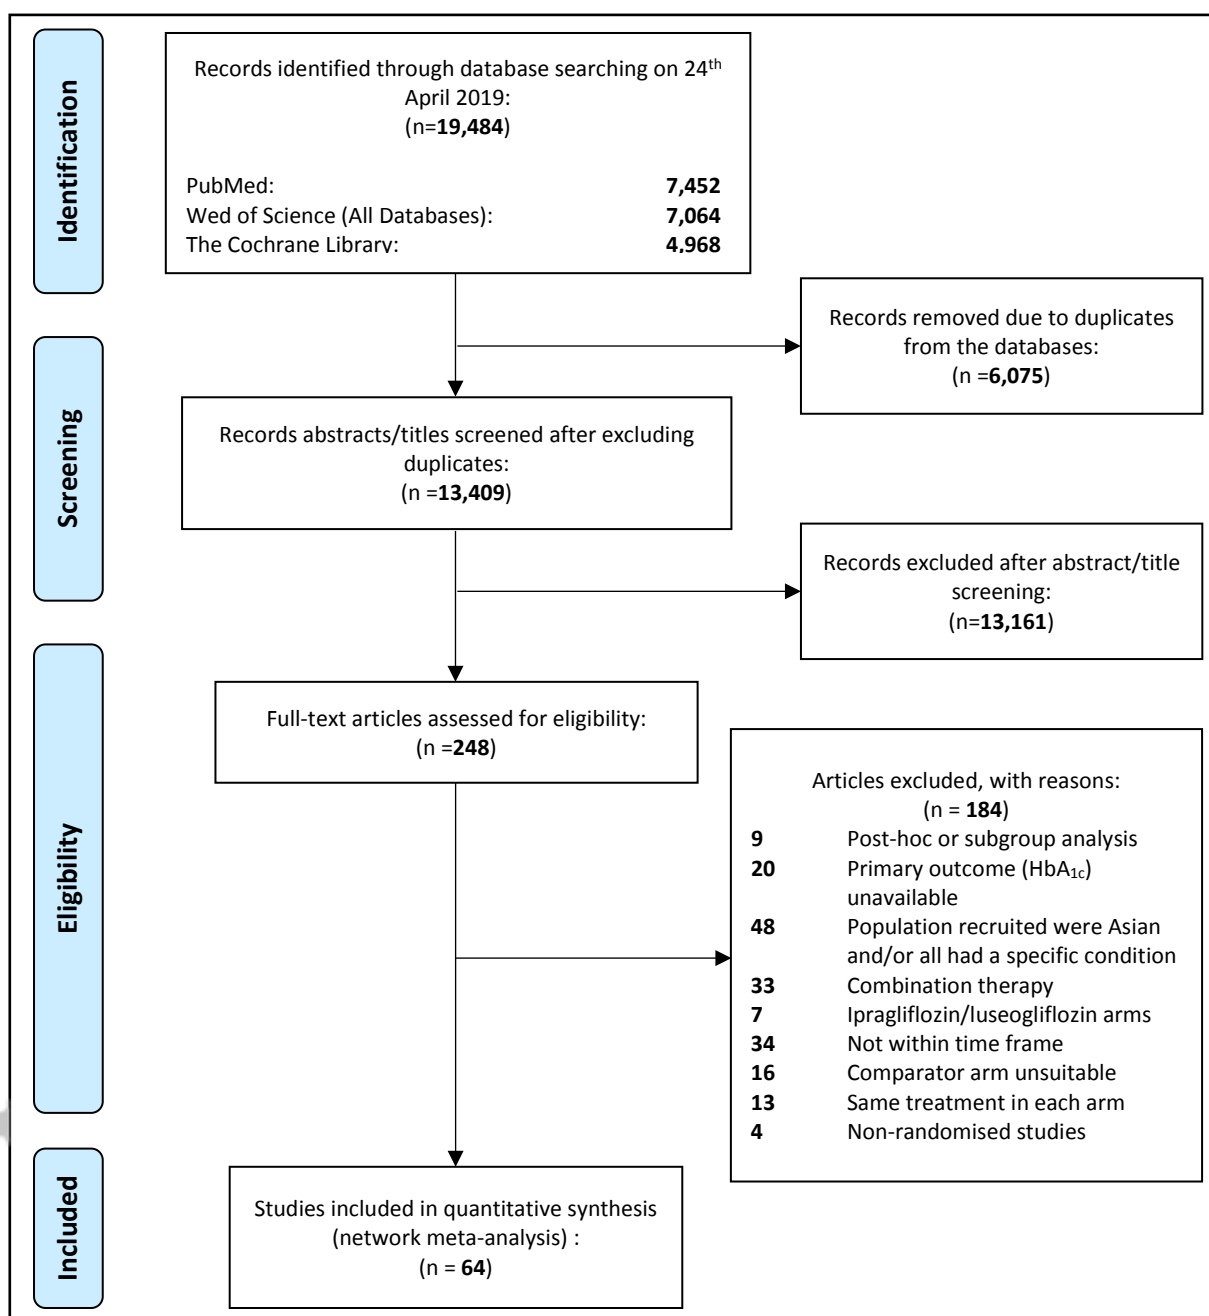 Identification
Records identified through database searching on 24th
April 2019:
(n=19,484)
PubMed: 7,452
Wed of Science (All Databases): 7,064
The Cochrane Library: 4,968
Records removed due to duplicates
from the databases:
(n =6,075)
Screening
Records abstracts/titles screened after excluding
duplicates:
(n =13,409)
Records excluded after abstract/title
screening:
(n=13,161)
Eligibility
Full-text articles assessed for eligibility:
(n =248)
Articles excluded, with reasons:
(n = 184)
9 Post-hoc or subgroup analysis
20 Primary outcome (HbA1c)
unavailable
48 Population recruited were Asian
and/or all had a specific condition
33 Combination therapy
7 Ipragliflozin/luseogliflozin arms
34 Not within time frame
16 Comparator arm unsuitable
13 Same treatment in each arm
4 Non-randomised studies
Included
Studies included in quantitative synthesis
(network meta-analysis) :
(n = 64)